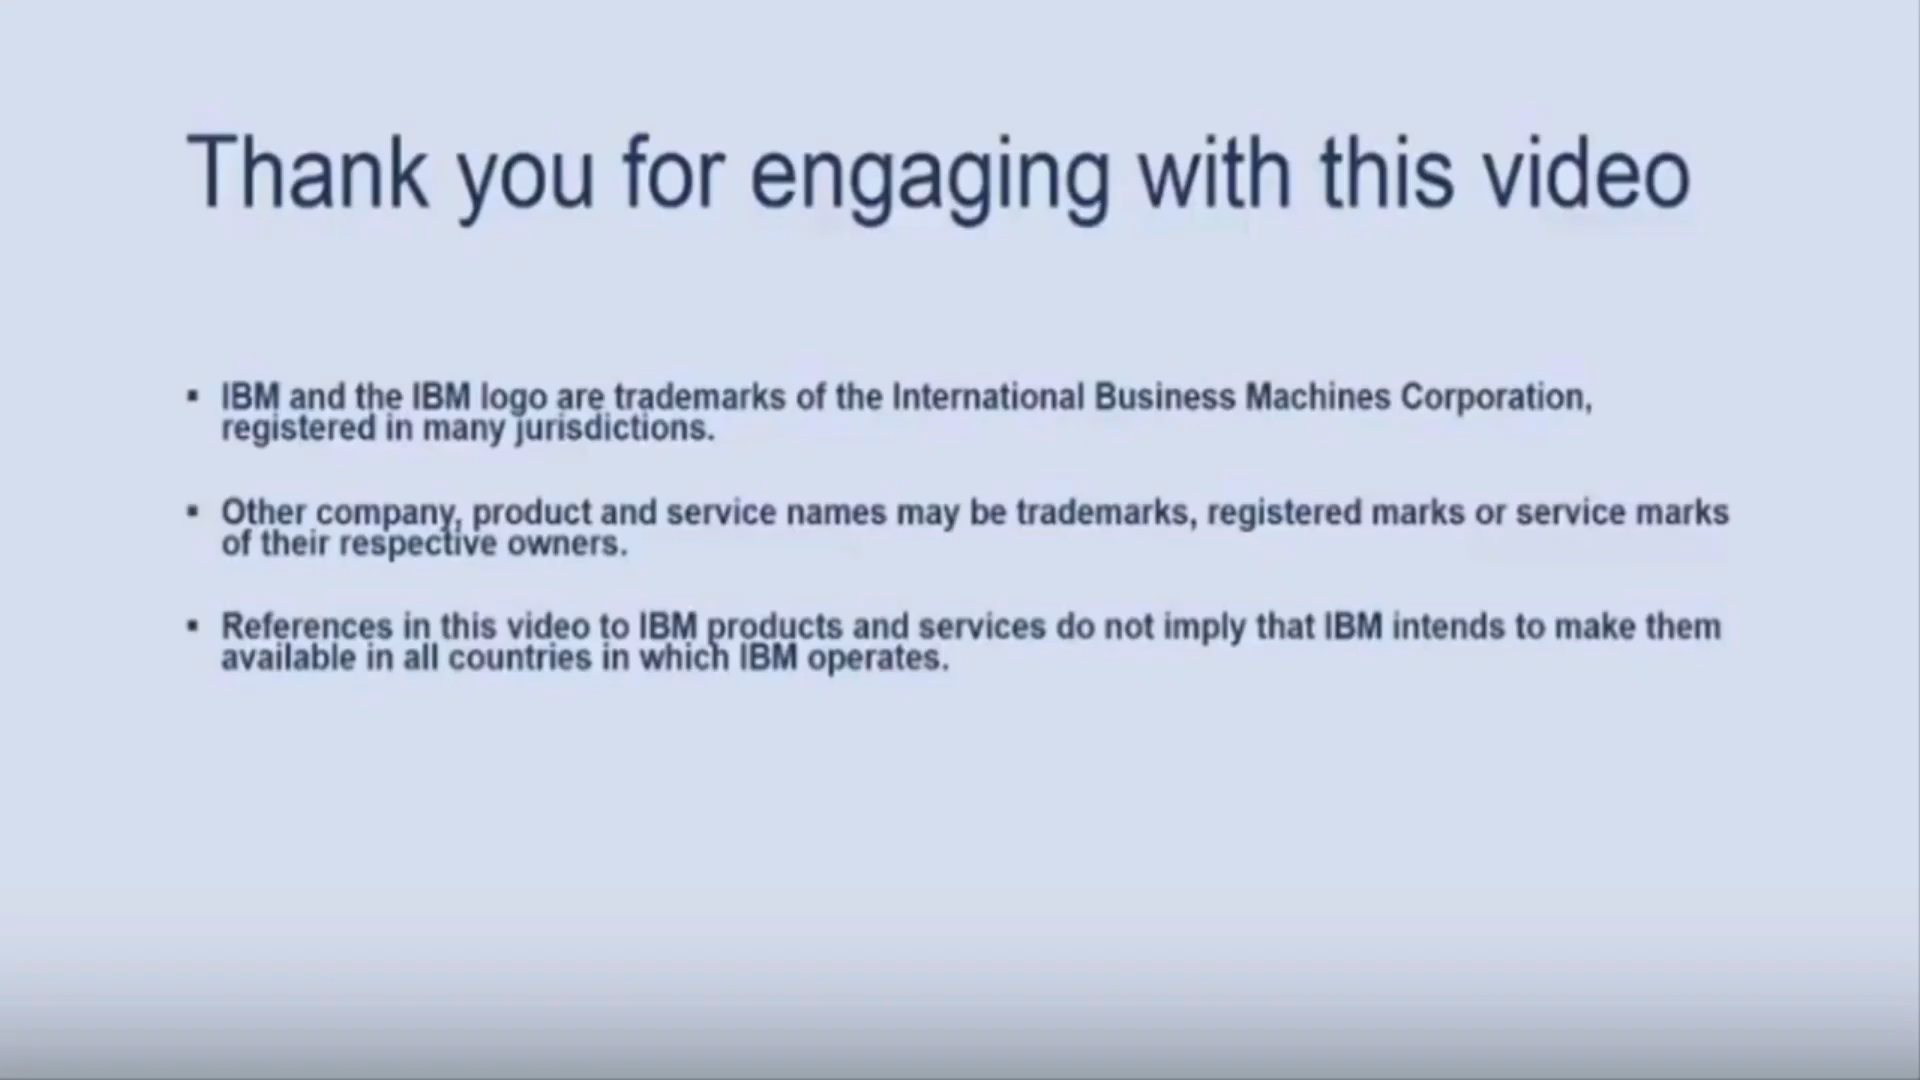 Thank you for engaging with this video
▪ IBM and the IBM logo are trademarks of the International Business Machines Corporation,
registered in many jurisdictions.
▪ Other company, product and service names may be trademarks, registered marks or service marks
of their respective owners.
▪ References in this video to IBM products and services do not imply that IBM intends to make them
available in all countries in which IBM operates.